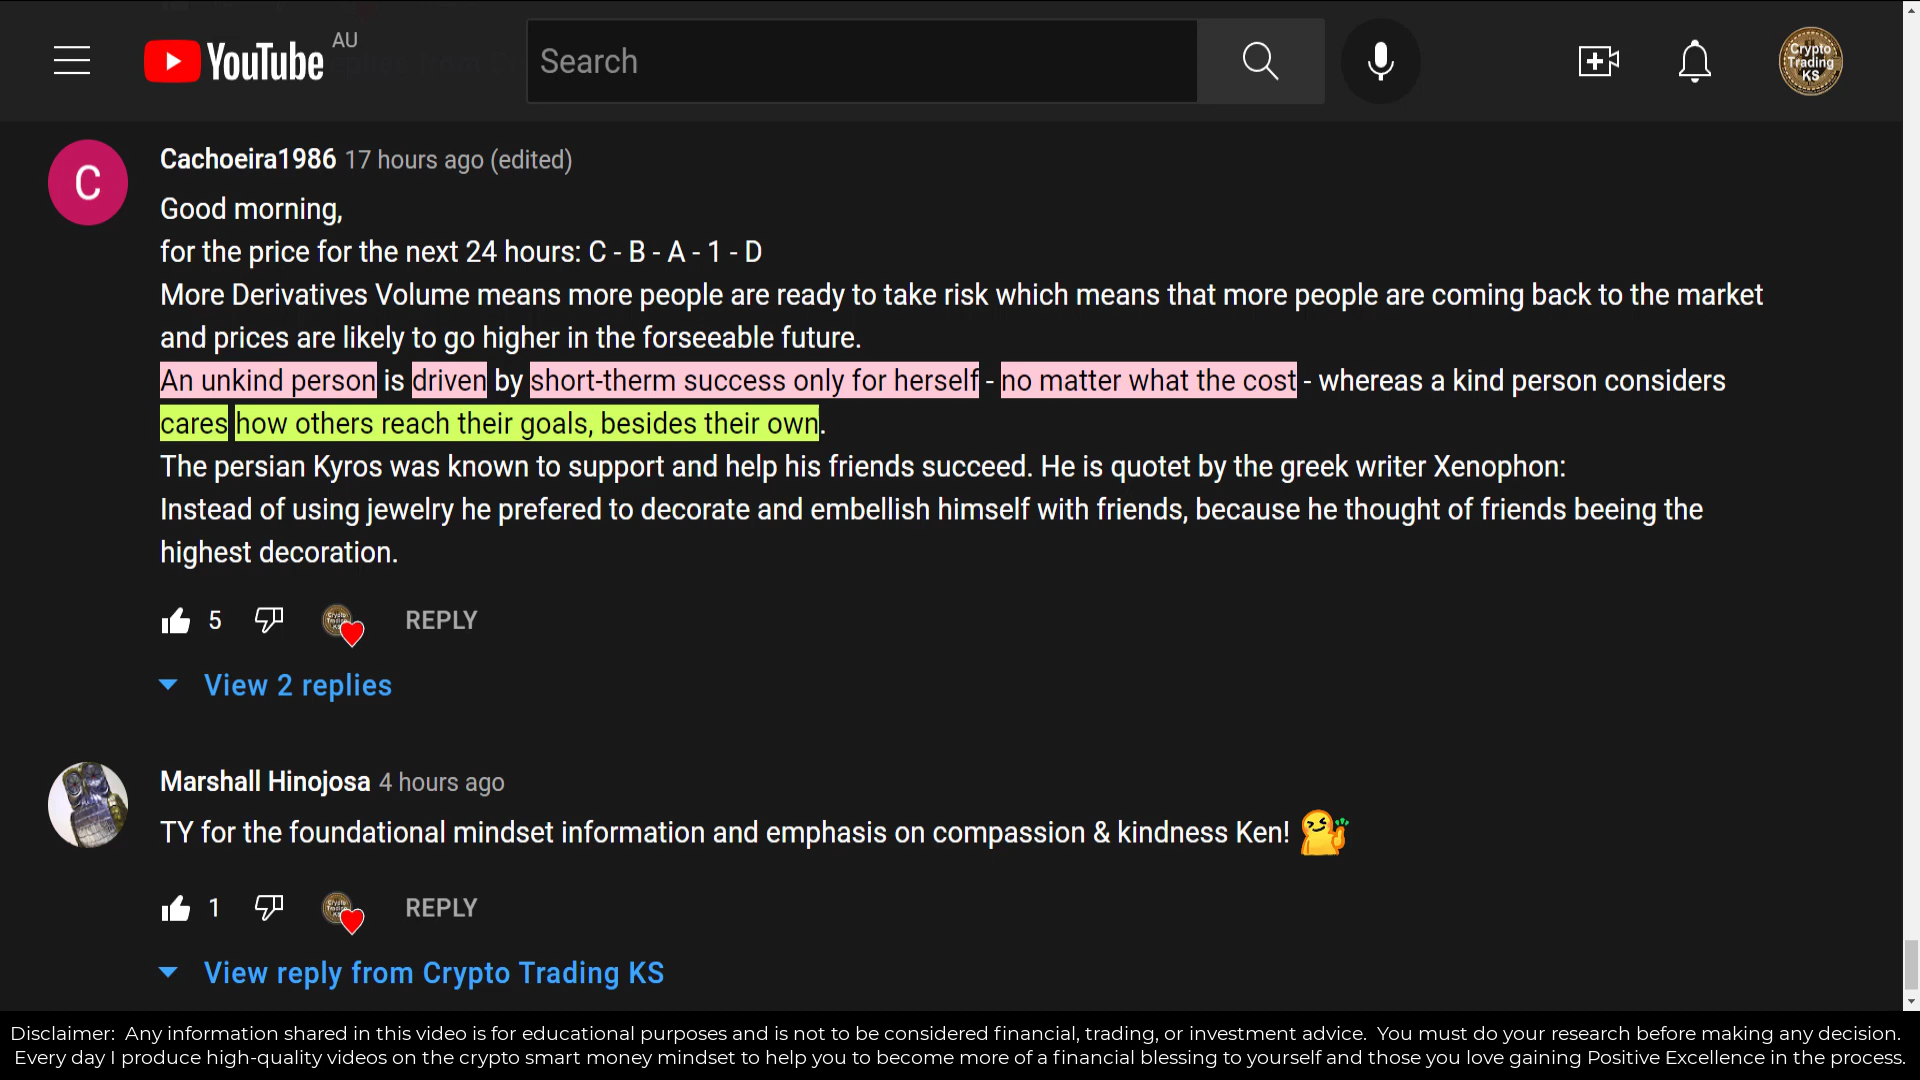 YouTube AU
Search
Crypto
Trading
KS
C
Cachoeira1986 17 hours ago (edited)
Good morning,
for the price for the next 24 hours: C - B - A - 1 - D
More Derivatives Volume means more people are ready to take risk which means that more people are coming back to the market
and prices are likely to go higher in the forseeable future.
An unkind person is driven by short-therm success only for herself - no matter what the cost - whereas a kind person considers
cares how others reach their goals, besides their own.
The persian Kyros was known to support and help his friends succeed. He is quotet by the greek writer Xenophon:
Instead of using jewelry he prefered to decorate and embellish himself with friends, because he thought of friends beeing the
highest decoration.
5 REPLY
View 2 replies
Marshall Hinojosa 4 hours ago
TY for the foundational mindset information and emphasis on compassion & kindness Ken!
1 REPLY
View reply from Crypto Trading KS
Disclaimer: Any information shared in this video is for educational purposes and is not to be considered financial, trading, or investment advice. You must do your research before making any decision.
Every day I produce high-quality videos on the crypto smart money mindset to help you to become more of a financial blessing to yourself and those you love gaining Positive Excellence in the process.